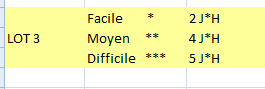 Facile * 2 J*H
LOT 3 Moyen ** 4 J*H
Difficile *** 5 J*H